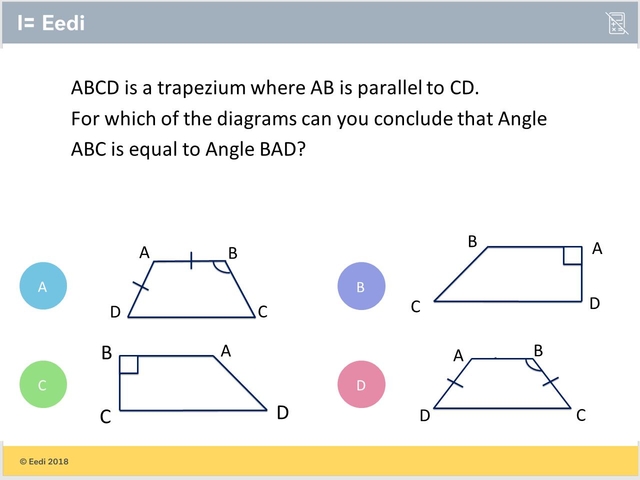 Eedi
ABCD is a trapezium where AB is parallel to CD.
For which of the diagrams can you conclude that Angle
ABC is equal to Angle BAD?
A
A
B
D
C
B
B
A
C
D
C
B
A
C
D
D
A
B
D
C
© Eedi 2018